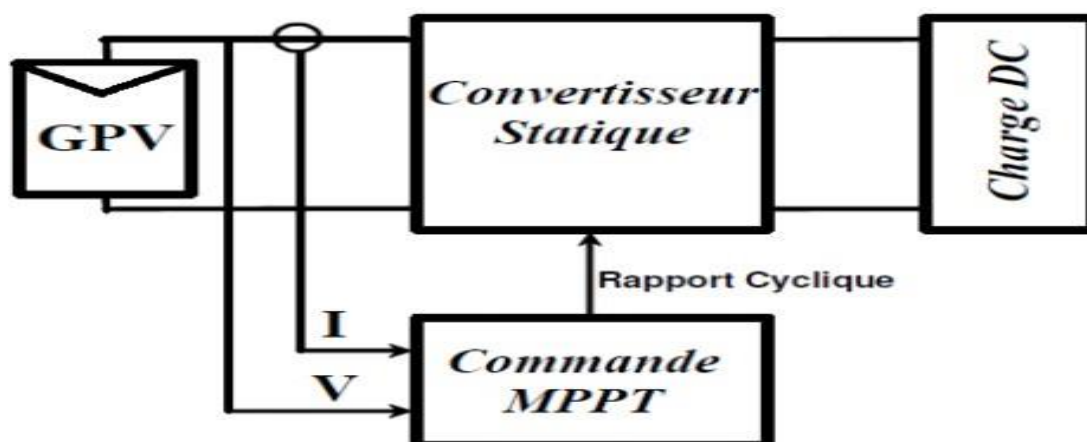 GPV
Convertisseur
Statique
Charge DC
Rapport Cyclique
I
V
Commande
MPPT